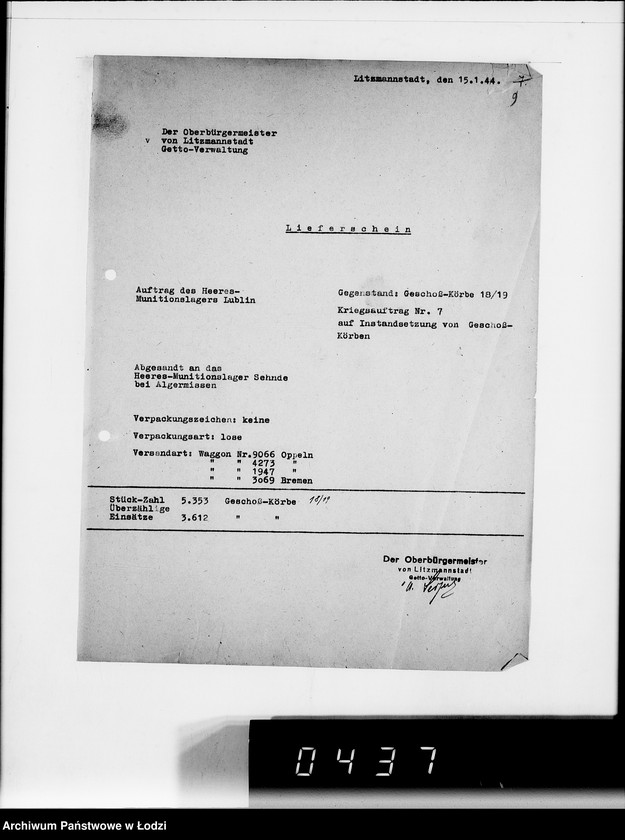 Litzmannstadt, den 15.1.44.
9
Der Oberbürgermeister
v von Litzmannstadt
Getto-Verwaltung
Lieferschein
Auftrag des Heeres-
Munitionslagers Lublin
Gegenstand: Geschoß-Körbe 18/19
Kriegsauftrag Nr. 7
auf Instandsetzung von Geschoß-
Körben
Abgesandt an das
Heeres-Munitionslager Sehnde
bei Algermissen
Verpackungszeichen: keine
Verpackungsart: lose
Versandart: Waggon Nr.9066 Oppeln
" " 4273 "
" " 1947 "
" " 3069 Bremen
Stück-Zahl 5.353 Geschoß-Körbe 18/19
Überzählige
Einsätze 3.612 " "
Der Oberbürgermeister
von Litzmannstadt
Getto-Verwaltung
0437
Archiwum Państwowe w Łodzi